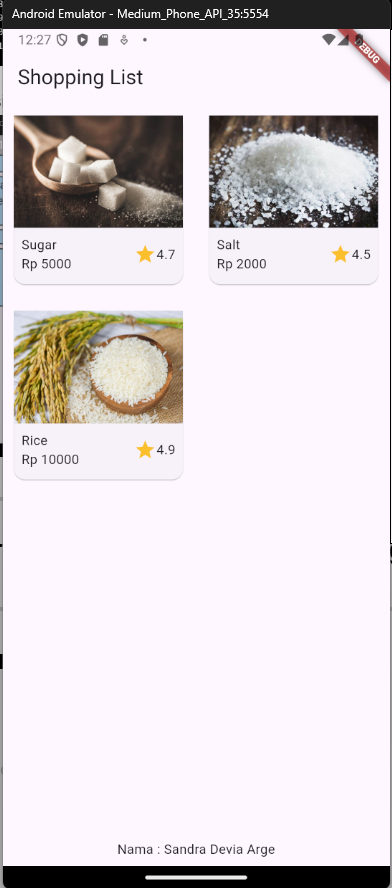 Android Emulator - Medium_Phone_API_35:5554
12:27
EBUG
Shopping List
Sugar
Rp 5000
4.7
Salt
Rp 2000
4.5
Rice
Rp 10000
4.9
Nama : Sandra Devia Arge